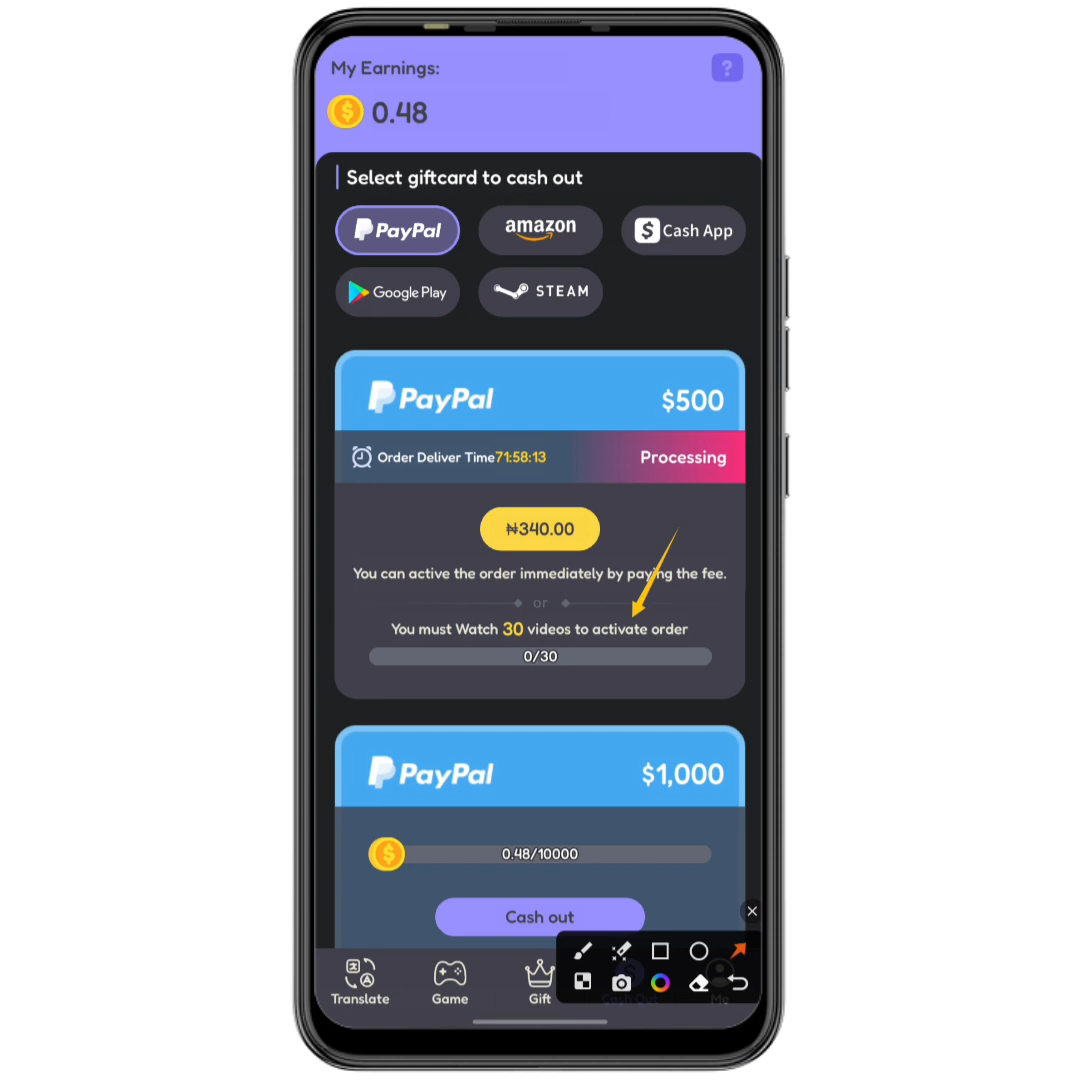 My Earnings:
?
0.48
Select giftcard to cash out
PayPal
amazon
Cash App
Google Play
STEAM
PayPal
$500
Order Deliver Time71:58:13
Processing
₦340.00
You can active the order immediately by paying the fee.
or
You must Watch 30 videos to activate order
0/30
PayPal
$1,000
0.48/10000
Cash out
Translate
Game
Gift
Cash Out
Me